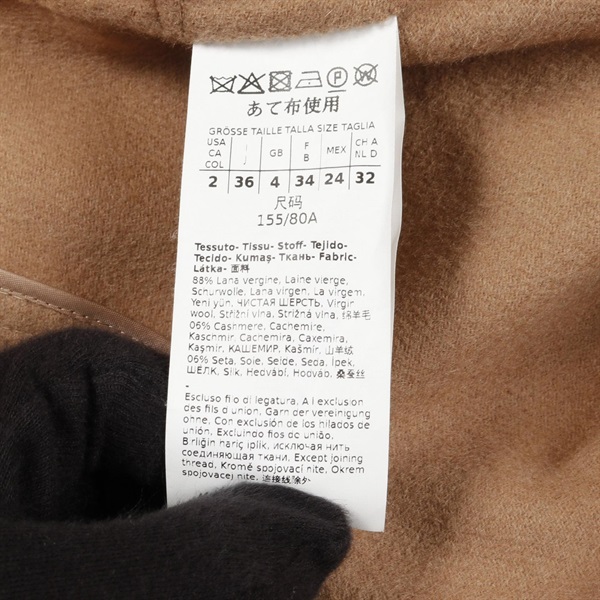 あて布使用
GRÖSSE TAILLE TALLA SIZE TAGLIA
USA CA COL J GB F B MEX CH A NL D
2 36 4 34 24 32
尺码
155/80A
Tessuto- Tissu- Stoff- Tejido-
Tecido- Kumaş- Ткань- Fabric-
Látka- 面料
88% Lana vergine, Laine vierge,
Schurwolle, Lana virgen, La virgem,
Yeni yün, ЧИСТАЯ ШЕРСТЬ, Virgin
wool, Střižní vlna, Strižná vlna, 绵羊毛
06% Cashmere, Cachemire,
Kaschmir, Cachemira, Caxemira,
Kaşmir, КАШЕМИР, Kašmír, 山羊绒
06% Seta, Soie, Seide, Seda, İpek,
ШЁЛК, Silk, Hedvábí, Hodváb, 桑蚕丝
Escluso filo di legatura, A l exclusion
des fils d union, Garn der vereinigung
ohne, Con exclusión de los hilados de
unión, Excluindo fios de união,
Birliğin hariç iplik, исключая нить
соединяющая ткани, Except joining
thread, Kromě spojovací nite, Okrem
spojovacej nite, 连接线除外